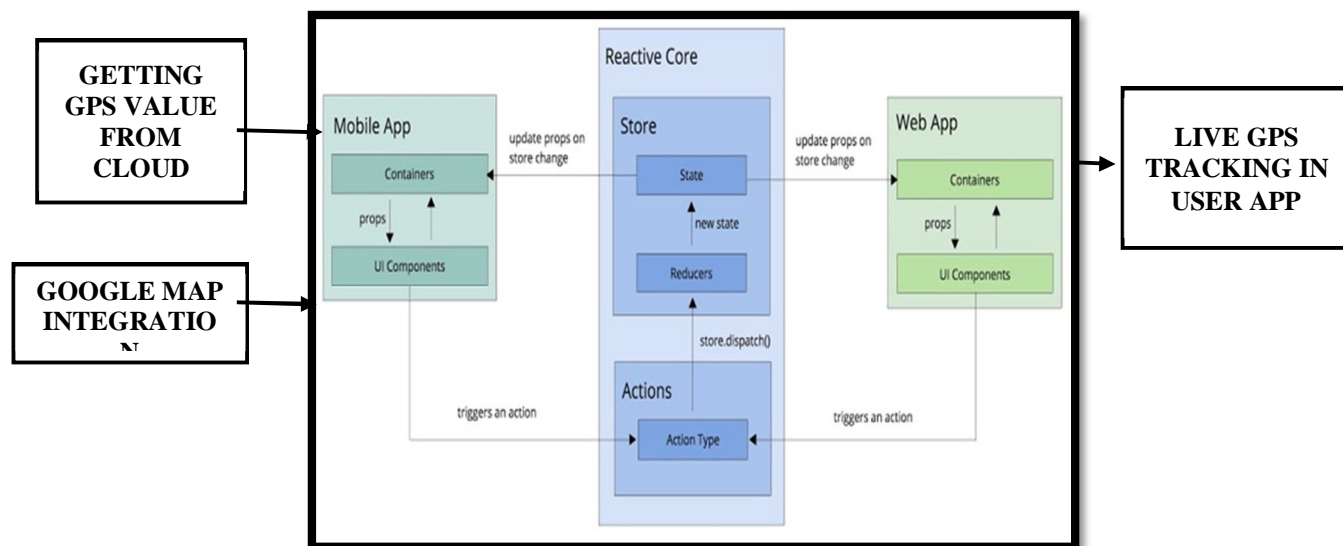 GETTING
GPS VALUE
FROM
CLOUD
GOOGLE MAP
INTEGRATIO
N
Reactive Core
Mobile App
Containers
props
UI Components
update props on
store change
Store
State
new state
Reducers
store.dispatch()
Actions
Action Type
triggers an action
update props on
store change
Web App
Containers
props
UI Components
triggers an action
LIVE GPS
TRACKING IN
USER APP